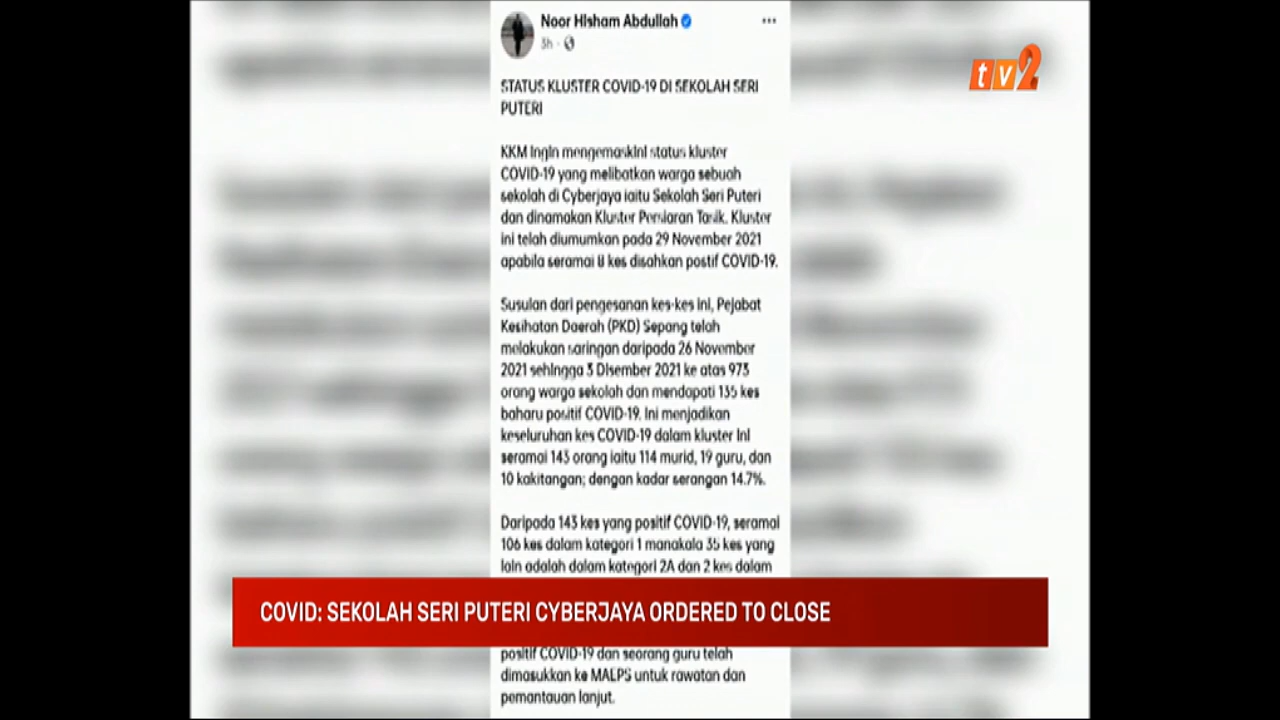 Noor Hisham Abdullah
3h
tv2
STATUS KLUSTER COVID-19 DI SEKOLAH SERI
PUTERI
KKM ingin mengemaskini status kluster
COVID-19 yang melibatkan warga sebuah
sekolah di Cyberjaya iaitu Sekolah Seri Puteri
dan dinamakan Kluster Persiaran Tasik. Kluster
ini telah diumumkan pada 29 November 2021
apabila seramai 8 kes disahkan postif COVID-19.
Susulan dari pengesanan kes-kes ini, Pejabat
Kesihatan Daerah (PKD) Sepang telah
melakukan saringan daripada 26 November
2021 sehingga 3 Disember 2021 ke atas 973
orang warga sekolah dan mendapati 135 kes
baharu positif COVID-19. Ini menjadikan
keseluruhan kes COVID-19 dalam kluster ini
seramai 143 orang iaitu 114 murid, 19 guru, dan
10 kakitangan; dengan kadar serangan 14.7%.
Daripada 143 kes yang positif COVID-19, seramai
106 kes dalam kategori 1 manakala 35 kes yang
lain adalah dalam kategori 2A dan 2 kes dalam
COVID: SEKOLAH SERI PUTERI CYBERJAYA ORDERED TO CLOSE
positif COVID-19 dan seorang guru telah
dimasukkan ke MAEPS untuk rawatan dan
pemantauan lanjut.